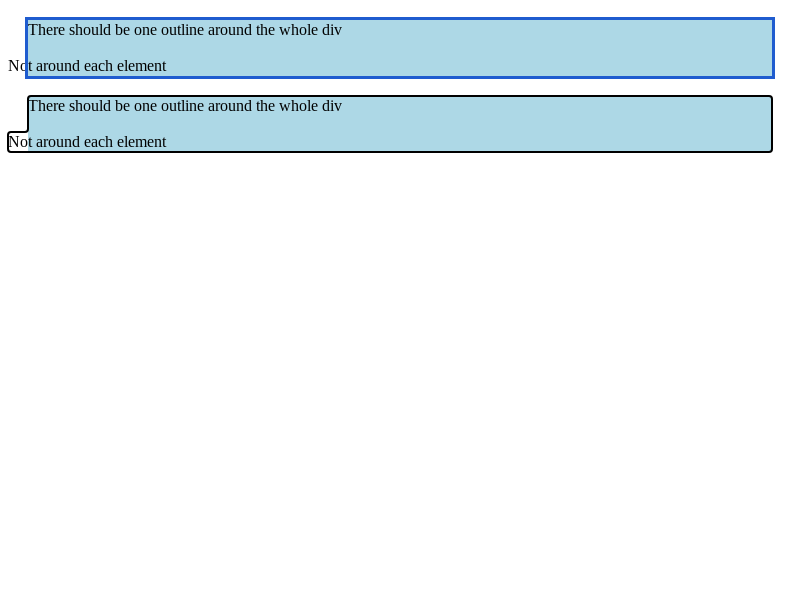 There should be one outline around the whole div
Not around each element
There should be one outline around the whole div
Not around each element